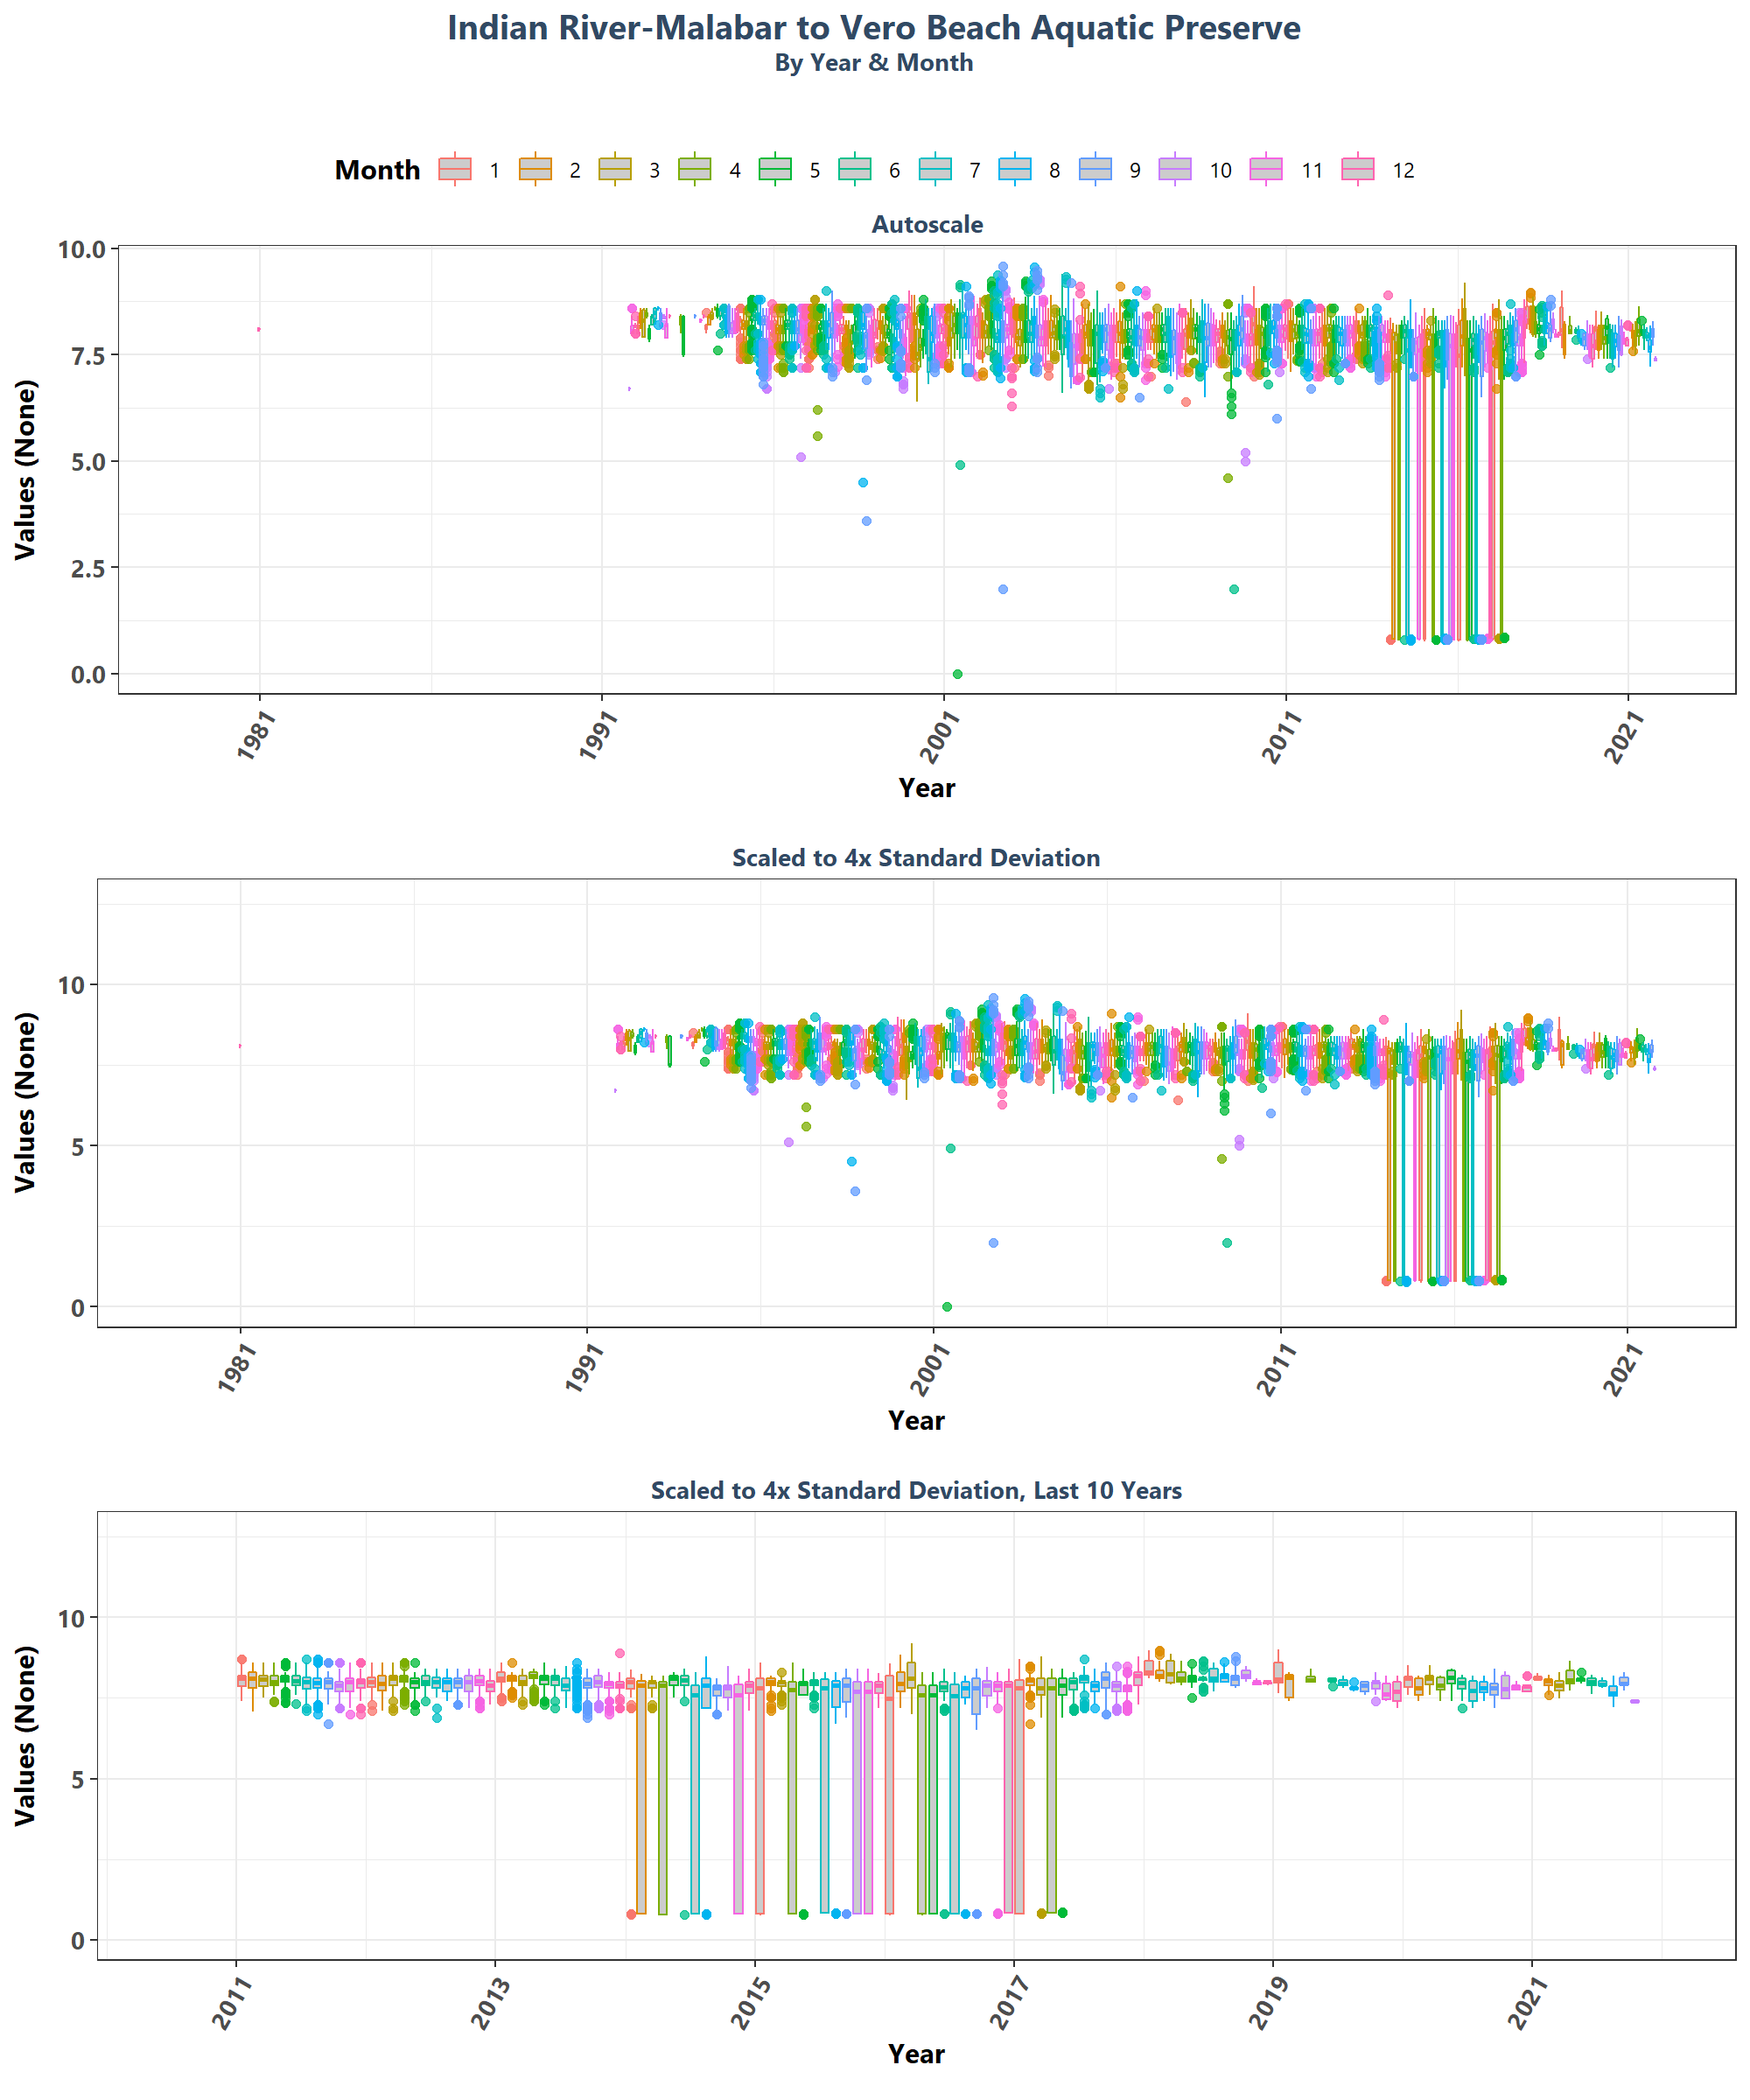 Indian River-Malabar to Vero Beach Aquatic Preserve
By Year & Month
Month 1 2 3 4 5 6 7 8 9 10 11 12
Autoscale
10.0
7.5
5.0
2.5
0.0
Values (None)
1981 1991 2001 2011 2021
Year
Scaled to 4x Standard Deviation
10
5
0
Values (None)
1981 1991 2001 2011 2021
Year
Scaled to 4x Standard Deviation, Last 10 Years
10
5
0
Values (None)
2011 2013 2015 2017 2019 2021
Year